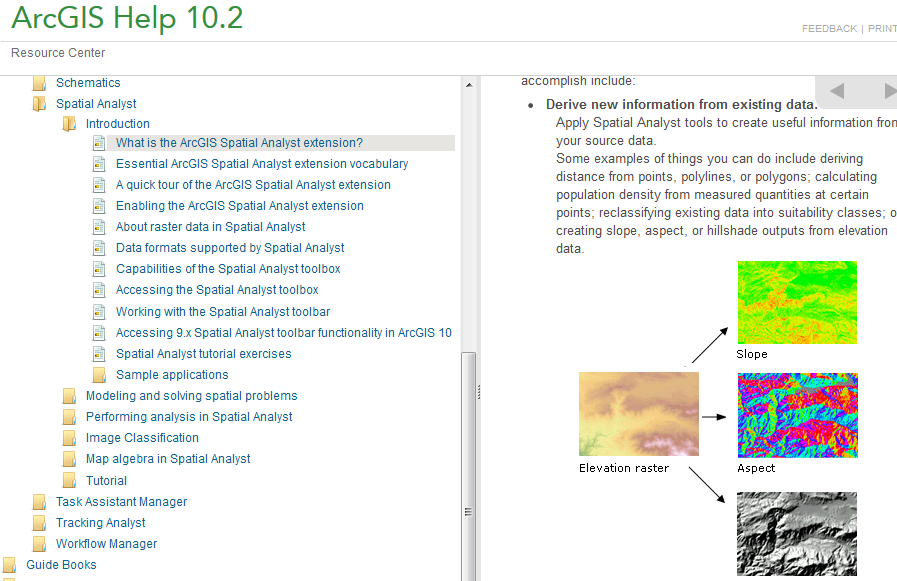 ArcGIS Help 10.2
FEEDBACK | PRINT
Resource Center
Schematics
Spatial Analyst
Introduction
What is the ArcGIS Spatial Analyst extension?
Essential ArcGIS Spatial Analyst extension vocabulary
A quick tour of the ArcGIS Spatial Analyst extension
Enabling the ArcGIS Spatial Analyst extension
About raster data in Spatial Analyst
Data formats supported by Spatial Analyst
Capabilities of the Spatial Analyst toolbox
Accessing the Spatial Analyst toolbox
Working with the Spatial Analyst toolbar
Accessing 9.x Spatial Analyst toolbar functionality in ArcGIS 10
Spatial Analyst tutorial exercises
Sample applications
Modeling and solving spatial problems
Performing analysis in Spatial Analyst
Image Classification
Map algebra in Spatial Analyst
Tutorial
Task Assistant Manager
Tracking Analyst
Workflow Manager
Guide Books
accomplish include:
• Derive new information from existing data.
Apply Spatial Analyst tools to create useful information from
your source data.
Some examples of things you can do include deriving
distance from points, polylines, or polygons; calculating
population density from measured quantities at certain
points; reclassifying existing data into suitability classes; o
creating slope, aspect, or hillshade outputs from elevation
data.
Slope
Elevation raster
Aspect